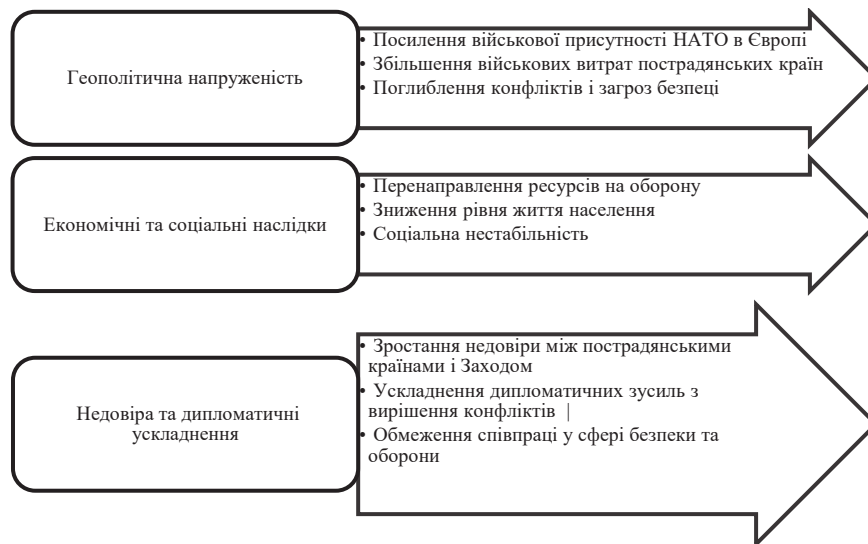 Геополітична напруженість
• Посилення військової присутності НАТО в Європі
• Збільшення військових витрат пострадянських країн
• Поглиблення конфліктів і загроз безпеці
Економічні та соціальні наслідки
• Перенаправлення ресурсів на оборону
• Зниження рівня життя населення
• Соціальна нестабільність
Недовіра та дипломатичні
ускладнення
• Зростання недовіри між пострадянськими
країнами і Заходом
• Ускладнення дипломатичних зусиль з
вирішення конфліктів |
• Обмеження співпраці у сфері безпеки та
оборони